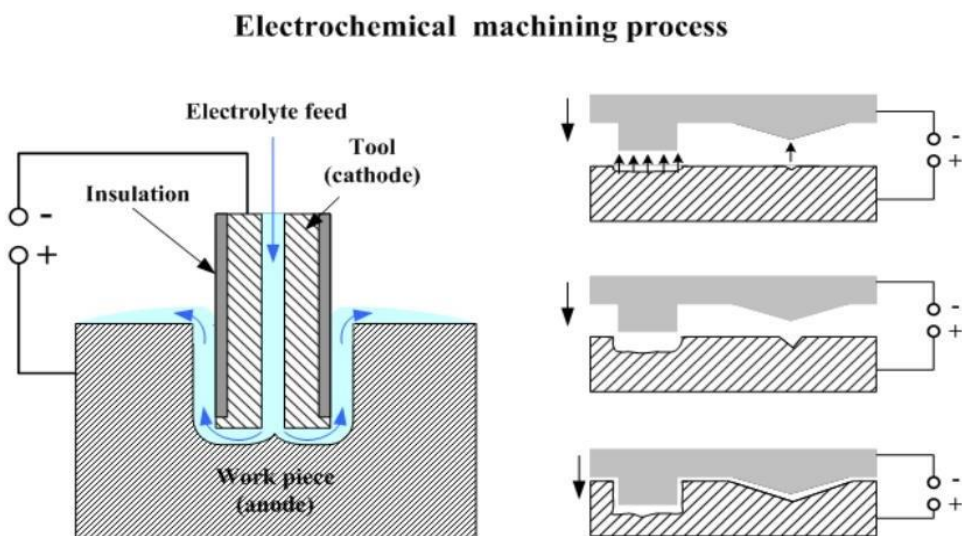 Electrochemical machining process
Electrolyte feed
Tool
(cathode)
Insulation
-
+
Work piece
(anode)
-
+
-
+
-
+